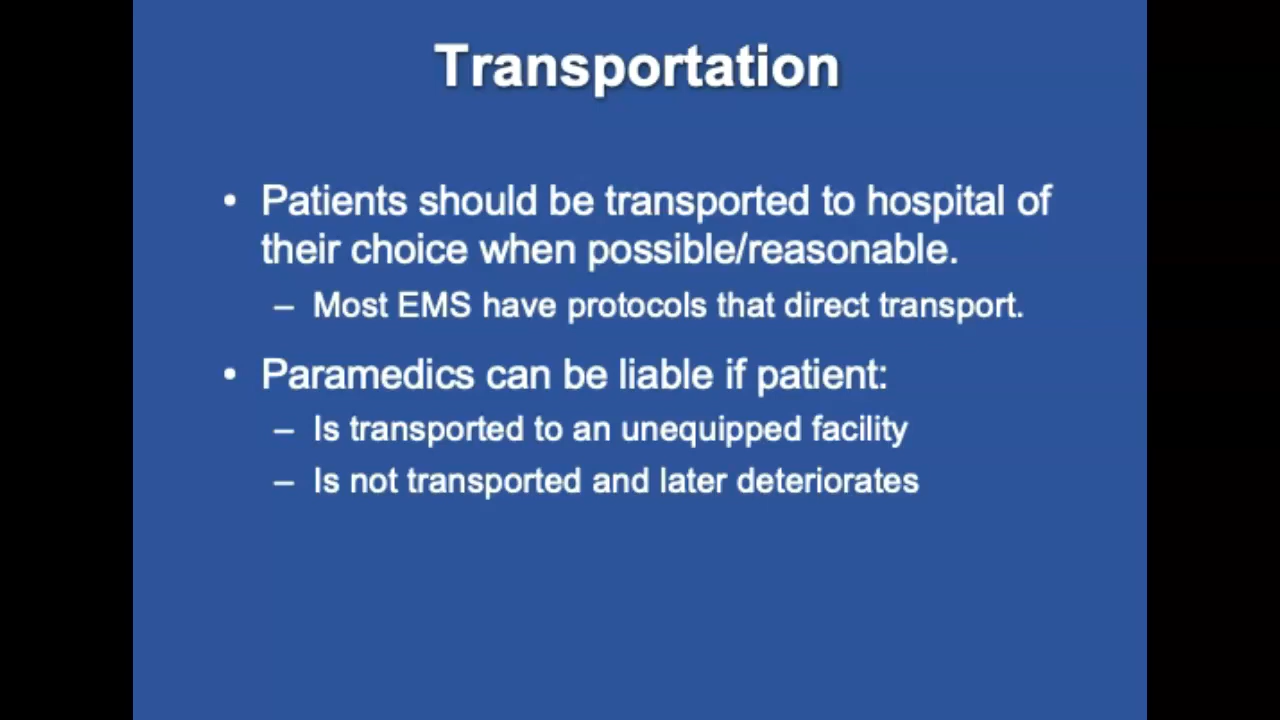 Transportation
• Patients should be transported to hospital of
their choice when possible/reasonable.
– Most EMS have protocols that direct transport.
• Paramedics can be liable if patient:
– Is transported to an unequipped facility
– Is not transported and later deteriorates